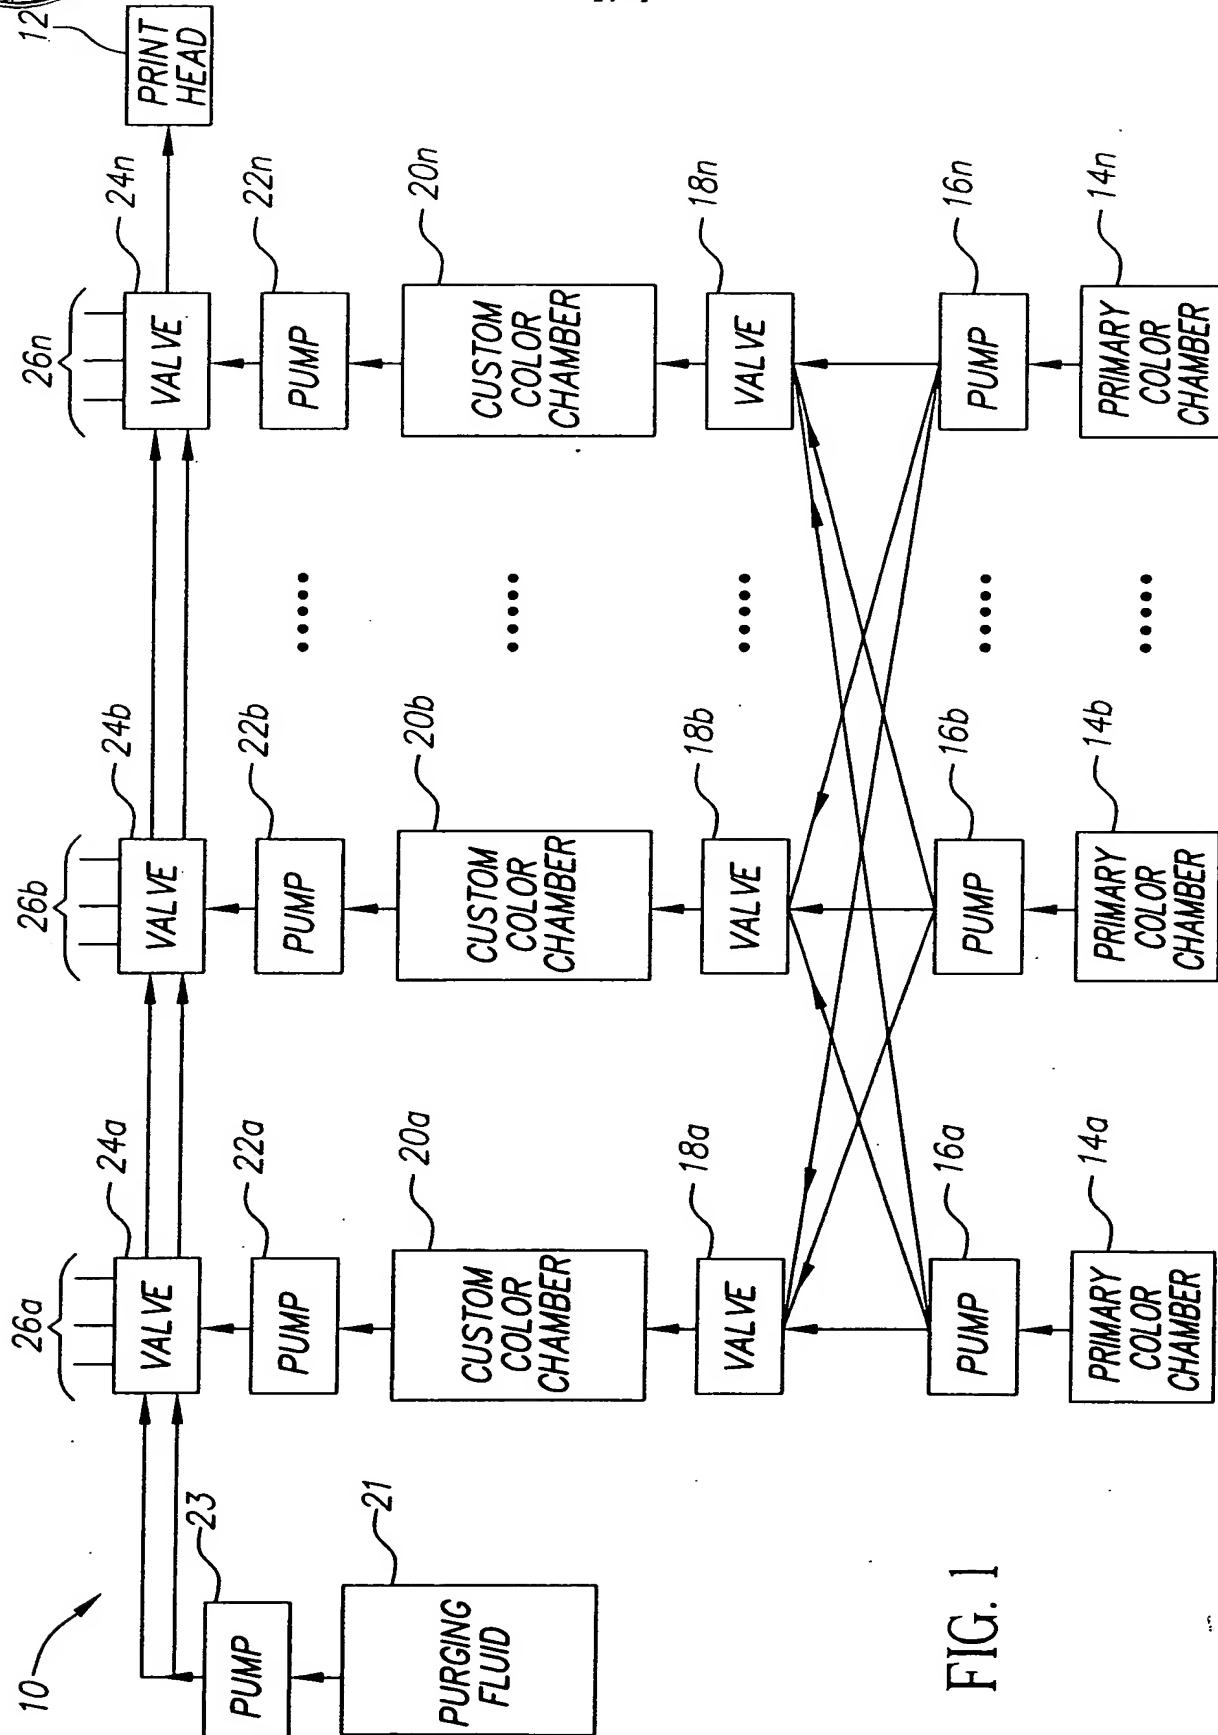 10
PURGING
FLUID
21
PUMP
23
26a
VALVE
24a
PUMP
22a
CUSTOM
COLOR
CHAMBER
20a
VALVE
18a
PUMP
16a
PRIMARY
COLOR
CHAMBER
14a
26b
VALVE
24b
PUMP
22b
CUSTOM
COLOR
CHAMBER
20b
VALVE
18b
PUMP
16b
PRIMARY
COLOR
CHAMBER
14b
26n
VALVE
24n
PUMP
22n
CUSTOM
COLOR
CHAMBER
20n
VALVE
18n
PUMP
16n
PRIMARY
COLOR
CHAMBER
14n
PRINT
HEAD
12
FIG. 1